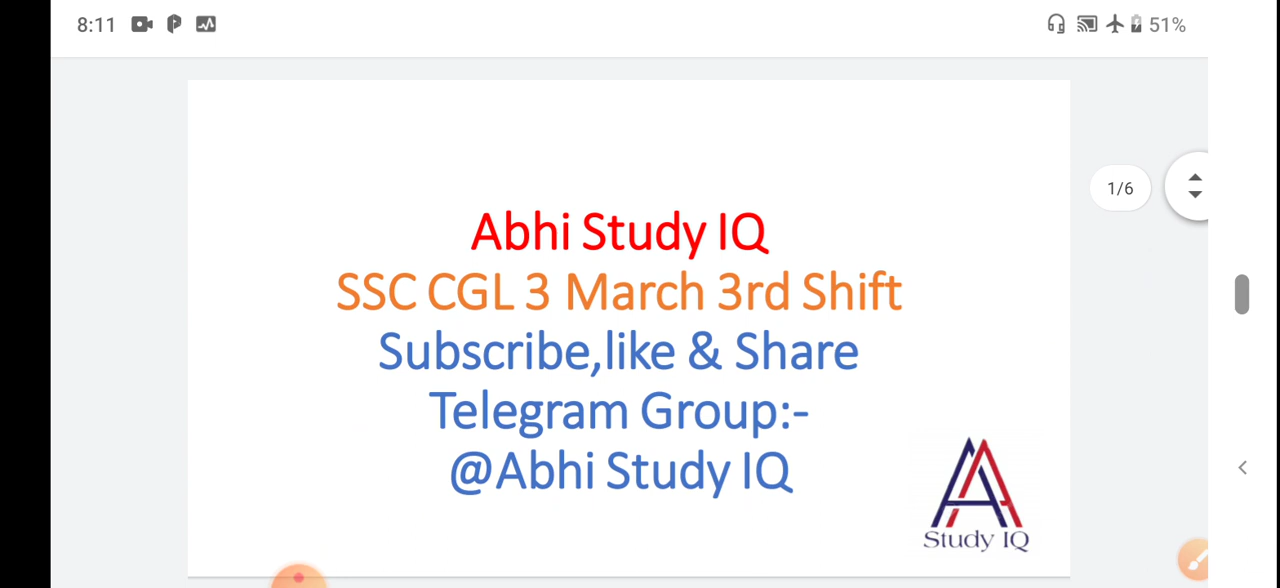 8:11
51%
1/6
Abhi Study IQ
SSC CGL 3 March 3rd Shift
Subscribe,like & Share
Telegram Group:-
@Abhi Study IQ
Study IQ